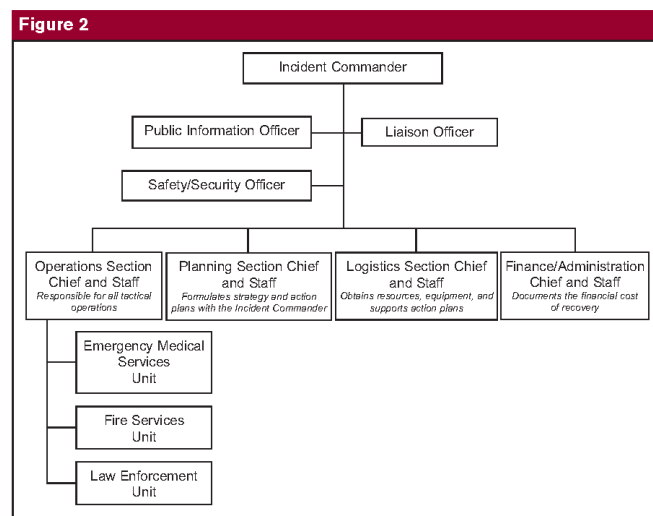 Figure 2
Incident Commander
Public Information Officer
Liaison Officer
Safety/Security Officer
Operations Section
Chief and Staff
Responsible for all tactical
operations
Planning Section Chief
and Staff
Formulates strategy and action
plans with the Incident Commander
Logistics Section Chief
and Staff
Obtains resources, equipment, and
supports action plans
Finance/Administration
Chief and Staff
Documents the financial cost
of recovery
Emergency Medical
Services
Unit
Fire Services
Unit
Law Enforcement
Unit